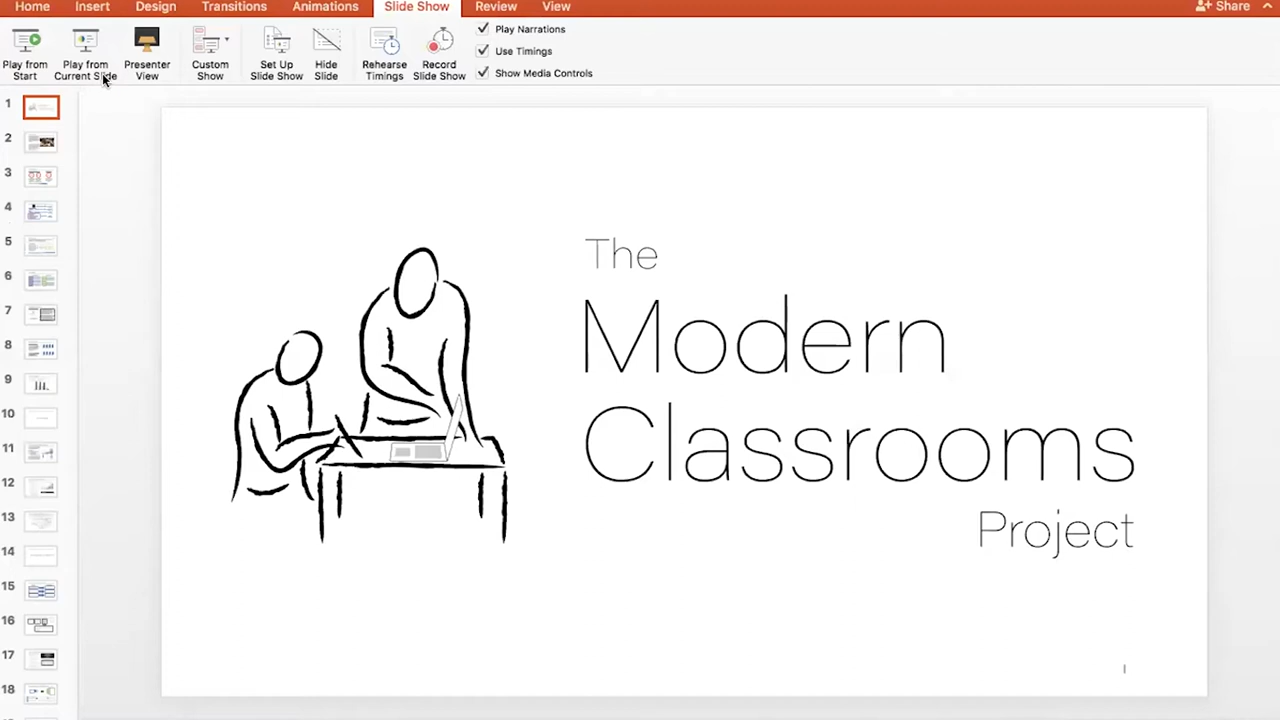 Home Insert Design Transitions Animations Slide Show Review View Share
Play from Start
Play from Current Slide
Presenter View
Custom Show
Set Up Slide Show
Hide Slide
Rehearse Timings
Record Slide Show
Play Narrations
Use Timings
Show Media Controls
1
2
3
4
5
6
7
8
9
10
11
12
13
14
15
16
17
18
The
Modern
Classrooms
Project